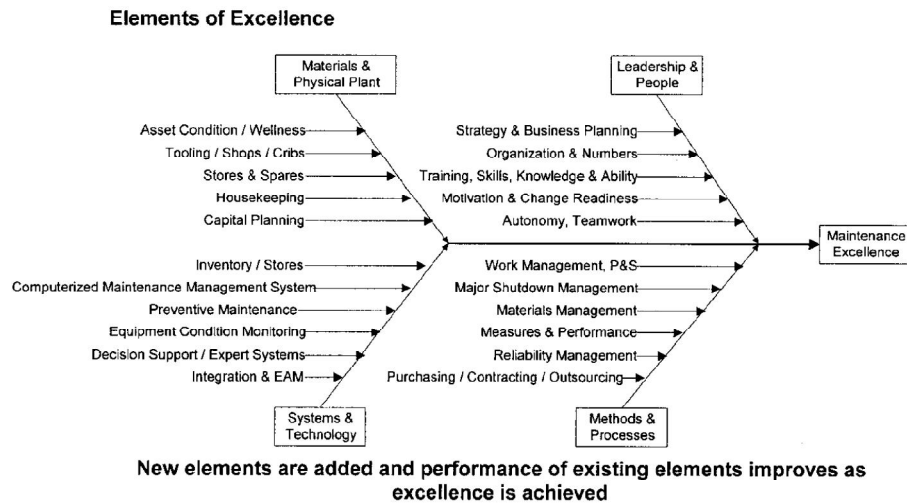 Elements of Excellence
Materials &
Physical Plant
Asset Condition / Wellness
Tooling / Shops / Cribs
Stores & Spares
Housekeeping
Capital Planning
Leadership &
People
Strategy & Business Planning
Organization & Numbers
Training, Skills, Knowledge & Ability
Motivation & Change Readiness
Autonomy, Teamwork
Maintenance
Excellence
Inventory / Stores
Computerized Maintenance Management System
Preventive Maintenance
Equipment Condition Monitoring
Decision Support / Expert Systems
Integration & EAM
Systems &
Technology
Work Management, P&S
Major Shutdown Management
Materials Management
Measures & Performance
Reliability Management
Purchasing / Contracting / Outsourcing
Methods &
Processes
New elements are added and performance of existing elements improves as
excellence is achieved